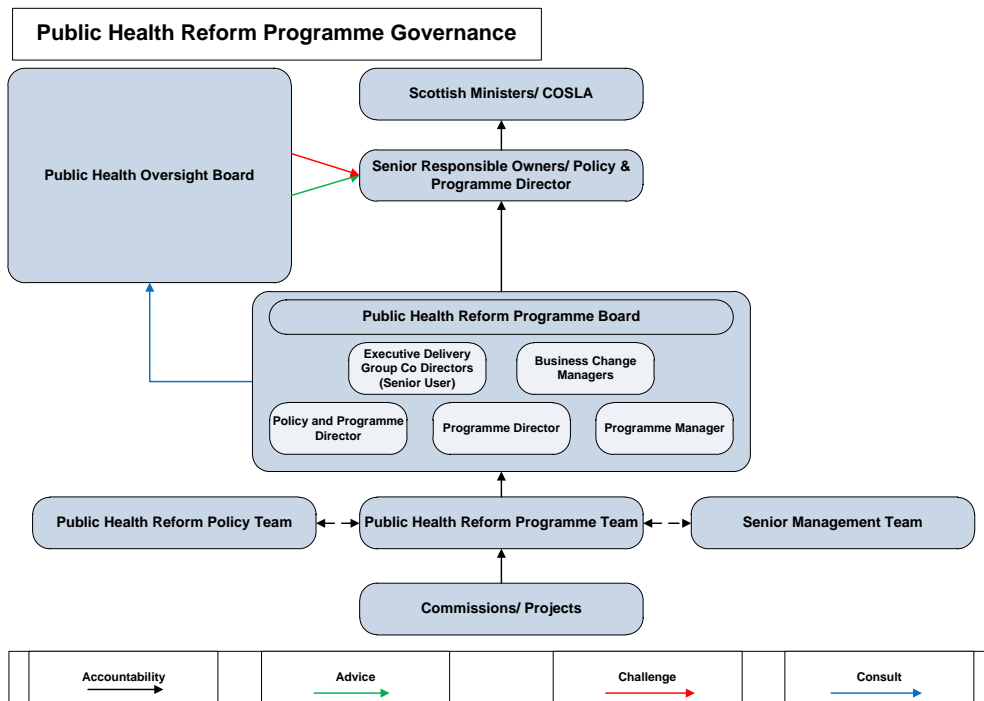 Public Health Reform Programme Governance
Scottish Ministers/ COSLA
Public Health Oversight Board
Senior Responsible Owners/ Policy &
Programme Director
Public Health Reform Programme Board
Executive Delivery
Group Co Directors
(Senior User)
Business Change
Managers
Policy and Programme
Director
Programme Director
Programme Manager
Public Health Reform Policy Team
Public Health Reform Programme Team
Senior Management Team
Commissions/ Projects
Accountability
Advice
Challenge
Consult